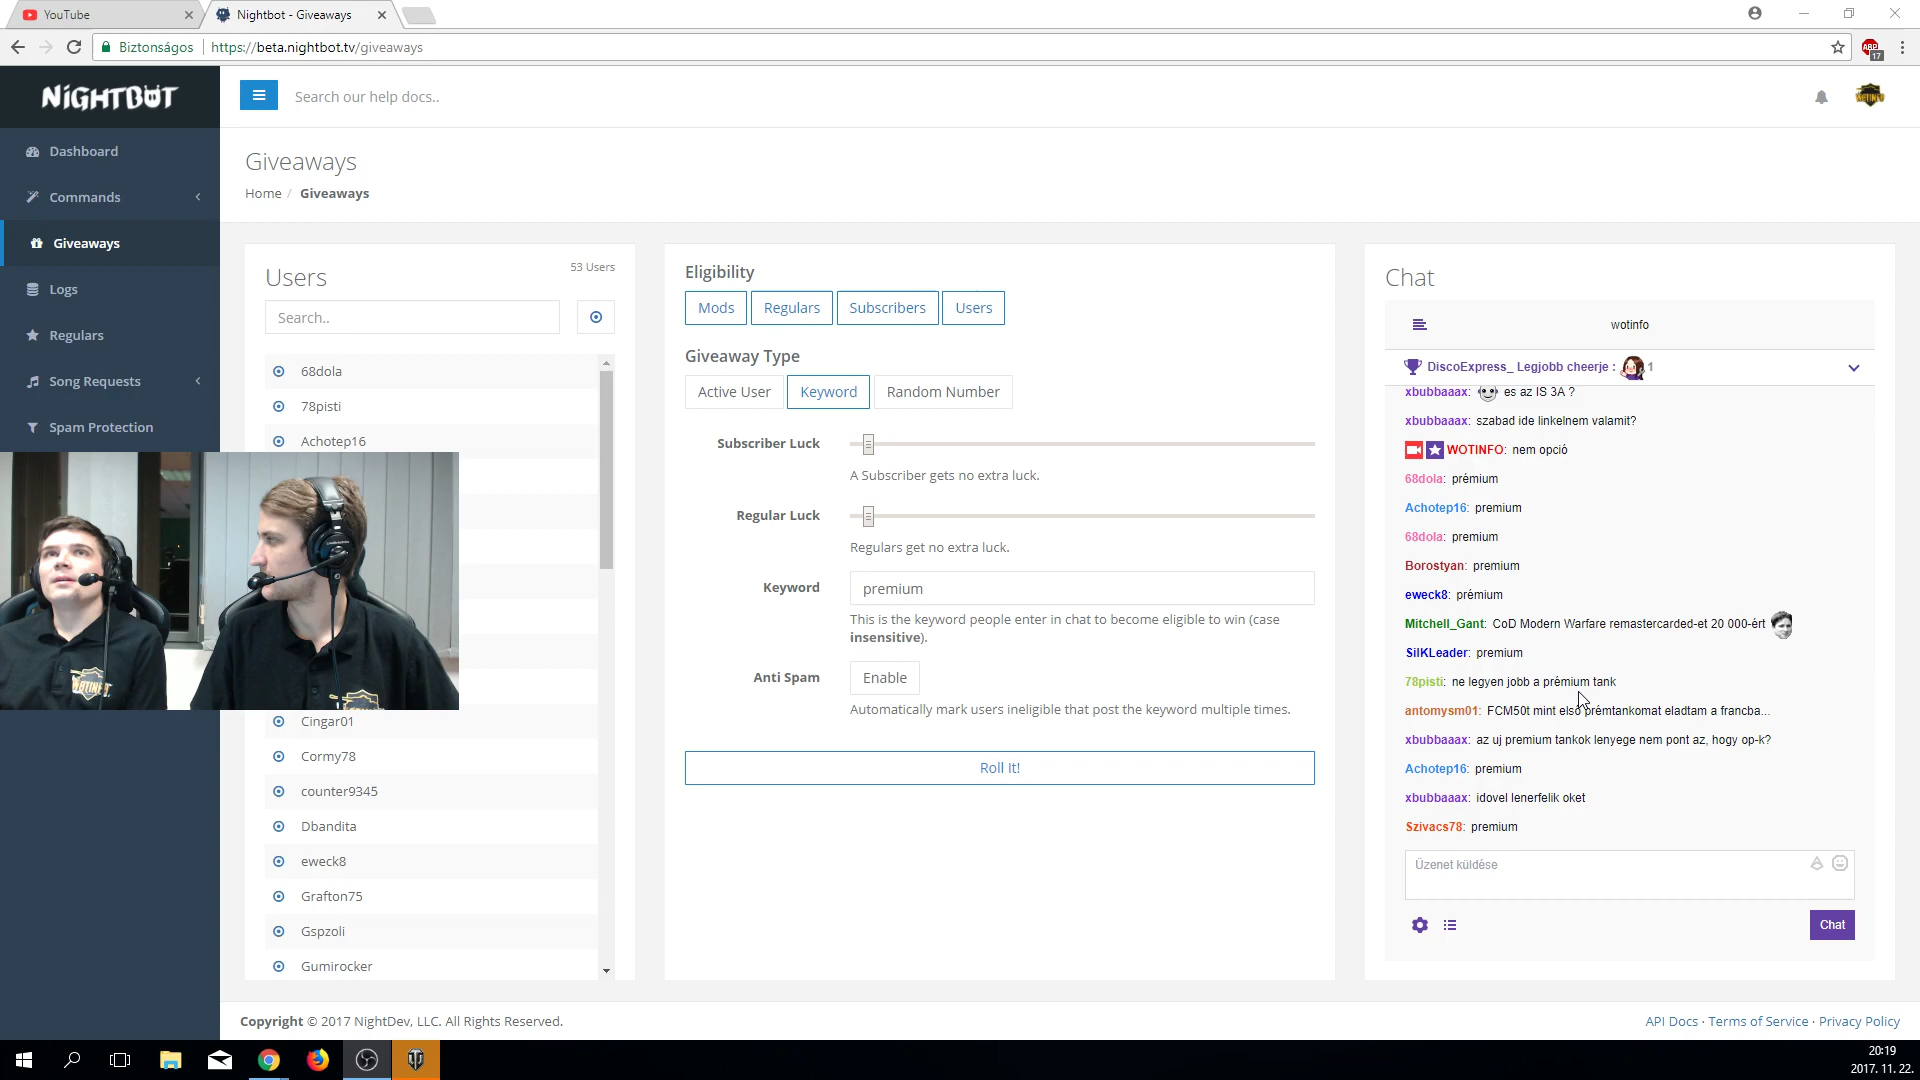 YouTube
Nightbot - Giveaways
Biztonságos
https://beta.nightbot.tv/giveaways
ABP
17
NiGHTBOT
Search our help docs..
Dashboard
Commands
Giveaways
Logs
Regulars
Song Requests
Spam Protection
Giveaways
Home / Giveaways
Users
53 Users
Search..
68dola
78pisti
Achotep16
Cingar01
Cormy78
counter9345
Dbandita
eweck8
Grafton75
Gspzoli
Gumirocker
Eligibility
Mods
Regulars
Subscribers
Users
Giveaway Type
Active User
Keyword
Random Number
Subscriber Luck
A Subscriber gets no extra luck.
Regular Luck
Regulars get no extra luck.
Keyword
premium
This is the keyword people enter in chat to become eligible to win (case
insensitive).
Anti Spam
Enable
Automatically mark users ineligible that post the keyword multiple times.
Roll It!
Chat
wotinfo
DiscoExpress_ Legjobb cheerje : 1
xbubbaaax: es az IS 3A ?
xbubbaaax: szabad ide linkelnem valamit?
WOTINFO: nem opció
68dola: prémium
Achotep16: premium
68dola: premium
Borostyan: premium
eweck8: prémium
Mitchell_Gant: CoD Modern Warfare remastercarded-et 20 000-ért
SilKLeader: premium
78pisti: ne legyen jobb a prémium tank
antomysm01: FCM50t mint első prémtankomat eladtam a francba...
xbubbaaax: az uj premium tankok lenyege nem pont az, hogy op-k?
Achotep16: premium
xbubbaaax: idovel lenerfelik oket
Szivacs78: premium
Üzenet küldése
Chat
WOTINFO
Copyright © 2017 NightDev, LLC. All Rights Reserved.
API Docs · Terms of Service · Privacy Policy
20:19
2017. 11. 22.